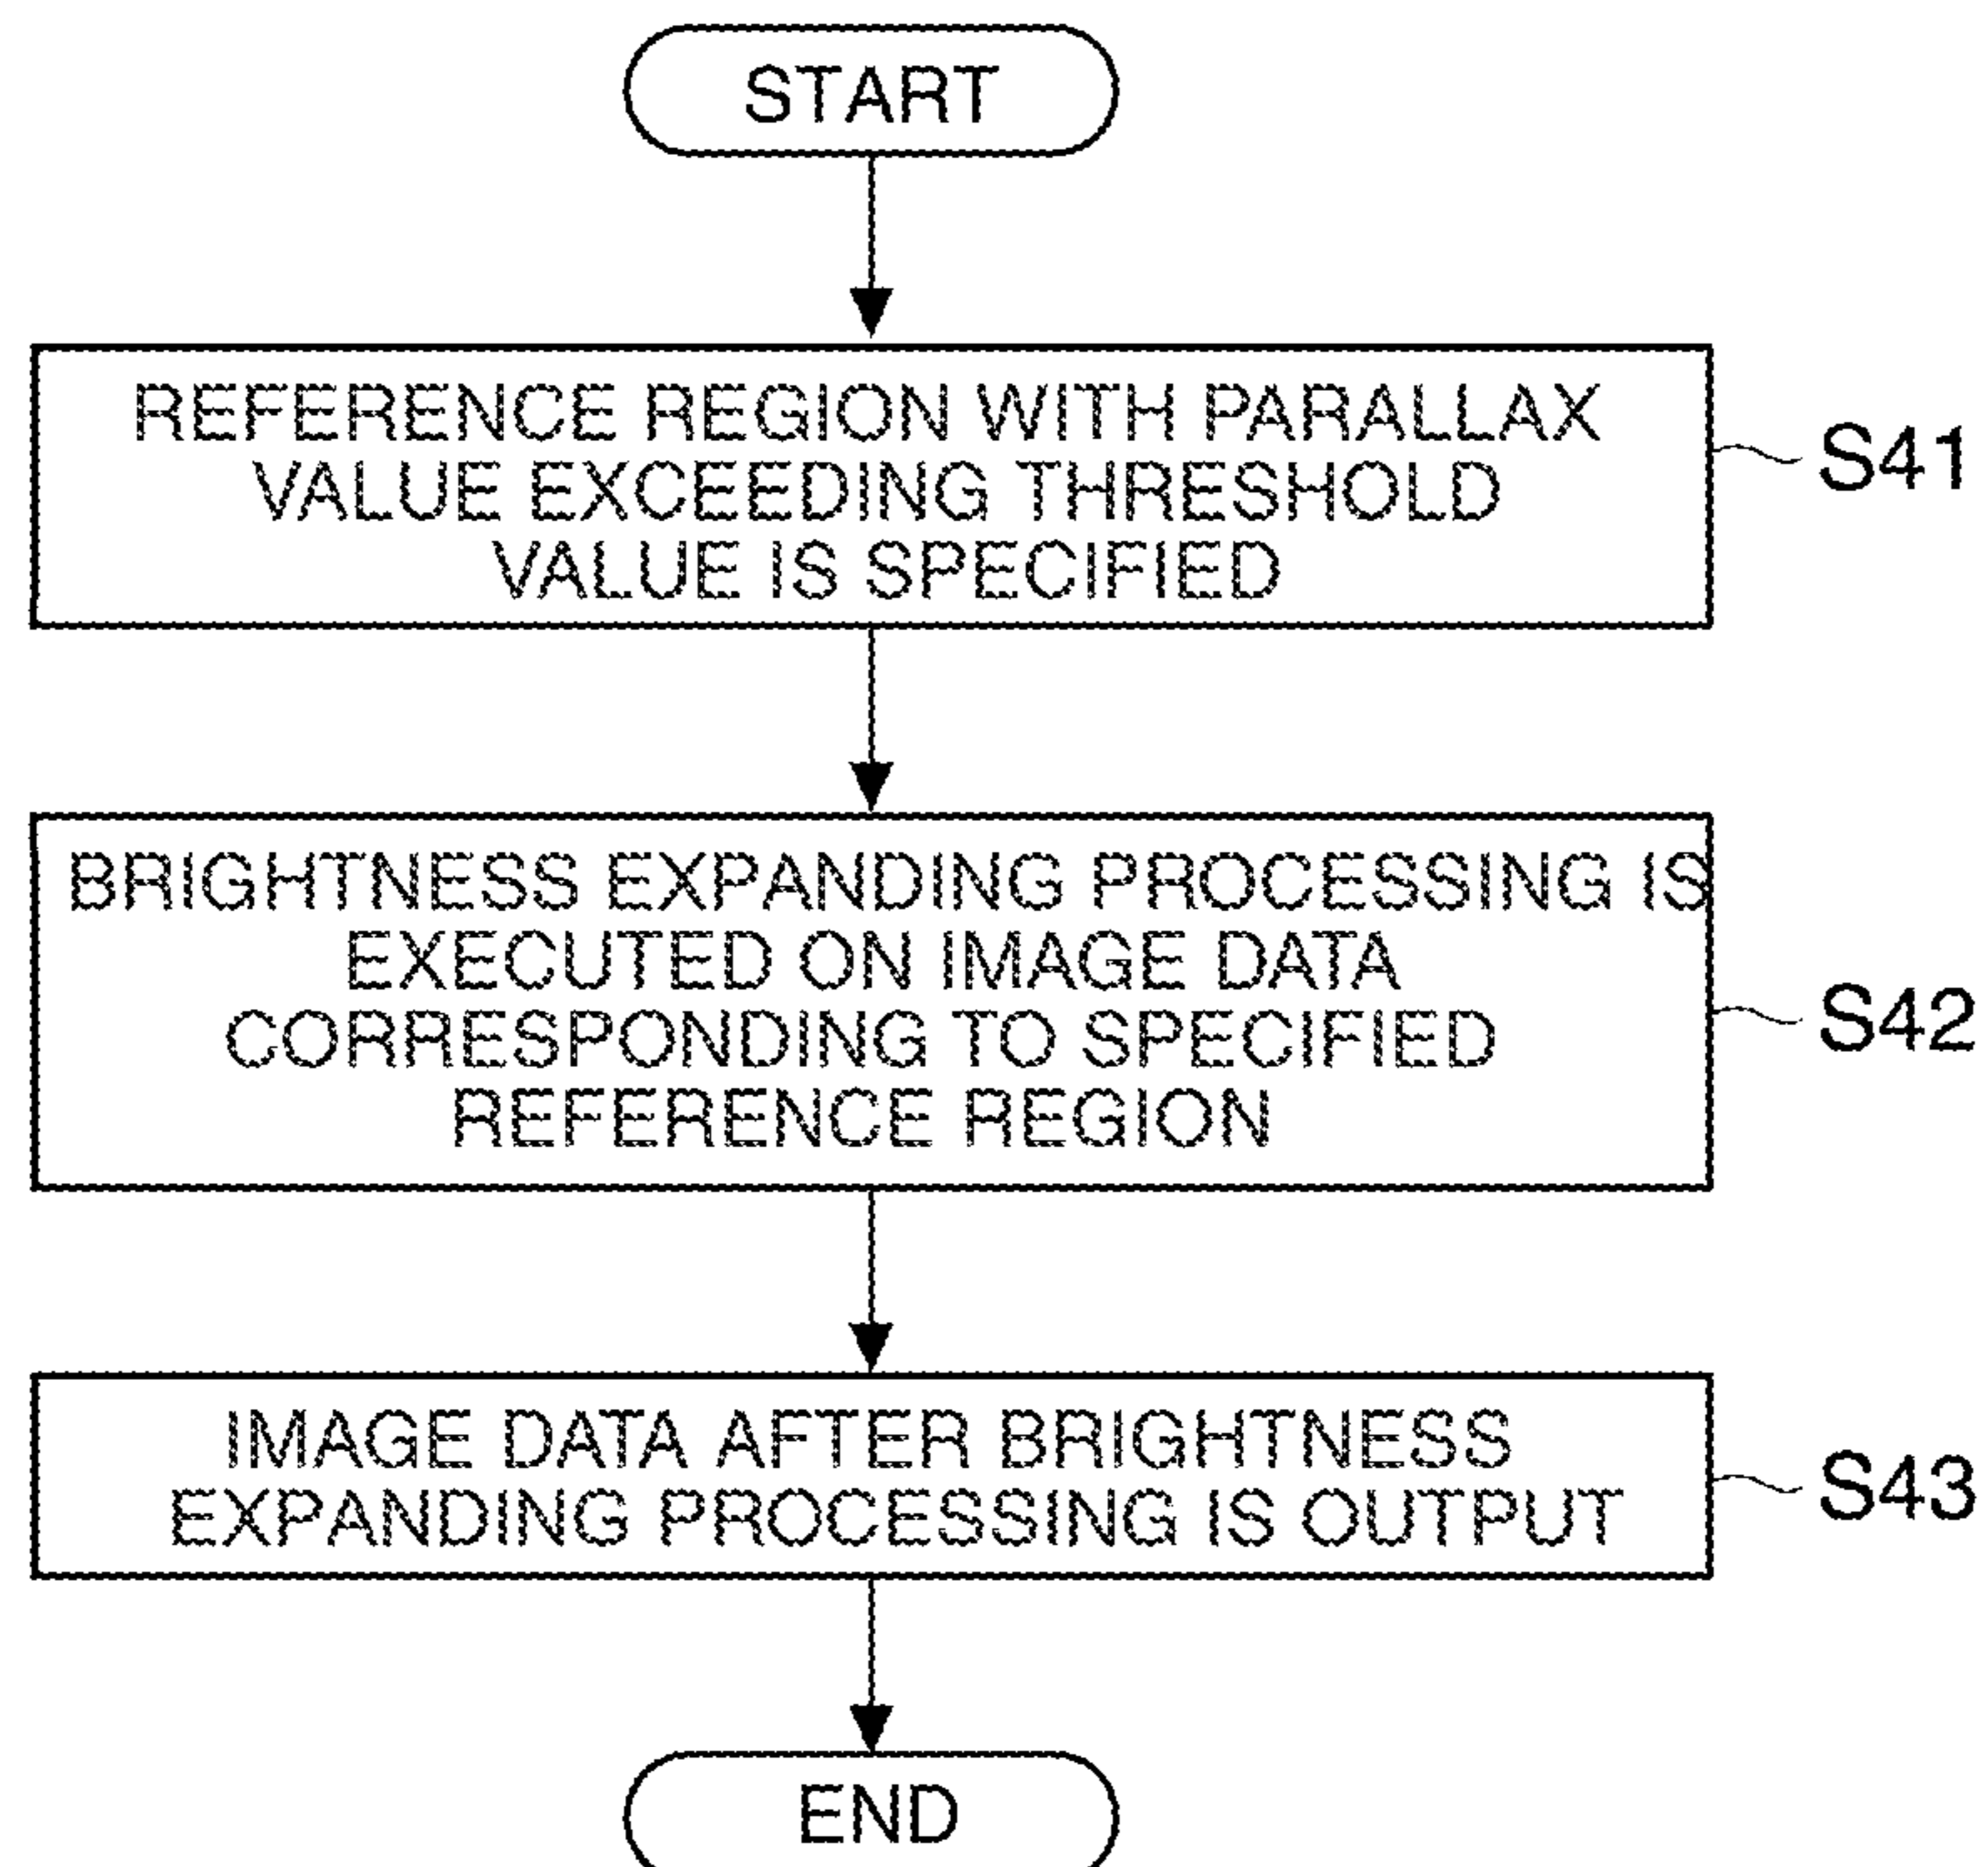 START
REFERENCE REGION WITH PARALLAX
VALUE EXCEEDING THRESHOLD
VALUE IS SPECIFIED
S41
BRIGHTNESS EXPANDING PROCESSING IS
EXECUTED ON IMAGE DATA
CORRESPONDING TO SPECIFIED
REFERENCE REGION
S42
IMAGE DATA AFTER BRIGHTNESS
EXPANDING PROCESSING IS OUTPUT
S43
END